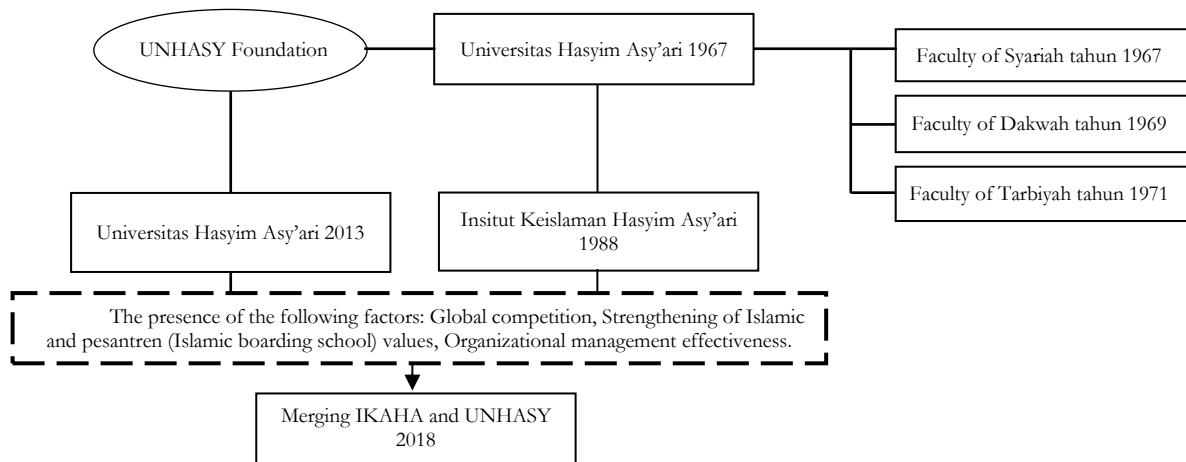 UNHASY Foundation
Universitas Hasyim Asy’ari 1967
Faculty of Syariah tahun 1967
Faculty of Dakwah tahun 1969
Faculty of Tarbiyah tahun 1971
Universitas Hasyim Asy’ari 2013
Insitut Keislaman Hasyim Asy’ari
1988
The presence of the following factors: Global competition, Strengthening of Islamic
and pesantren (Islamic boarding school) values, Organizational management effectiveness.
Merging IKAHA and UNHASY
2018